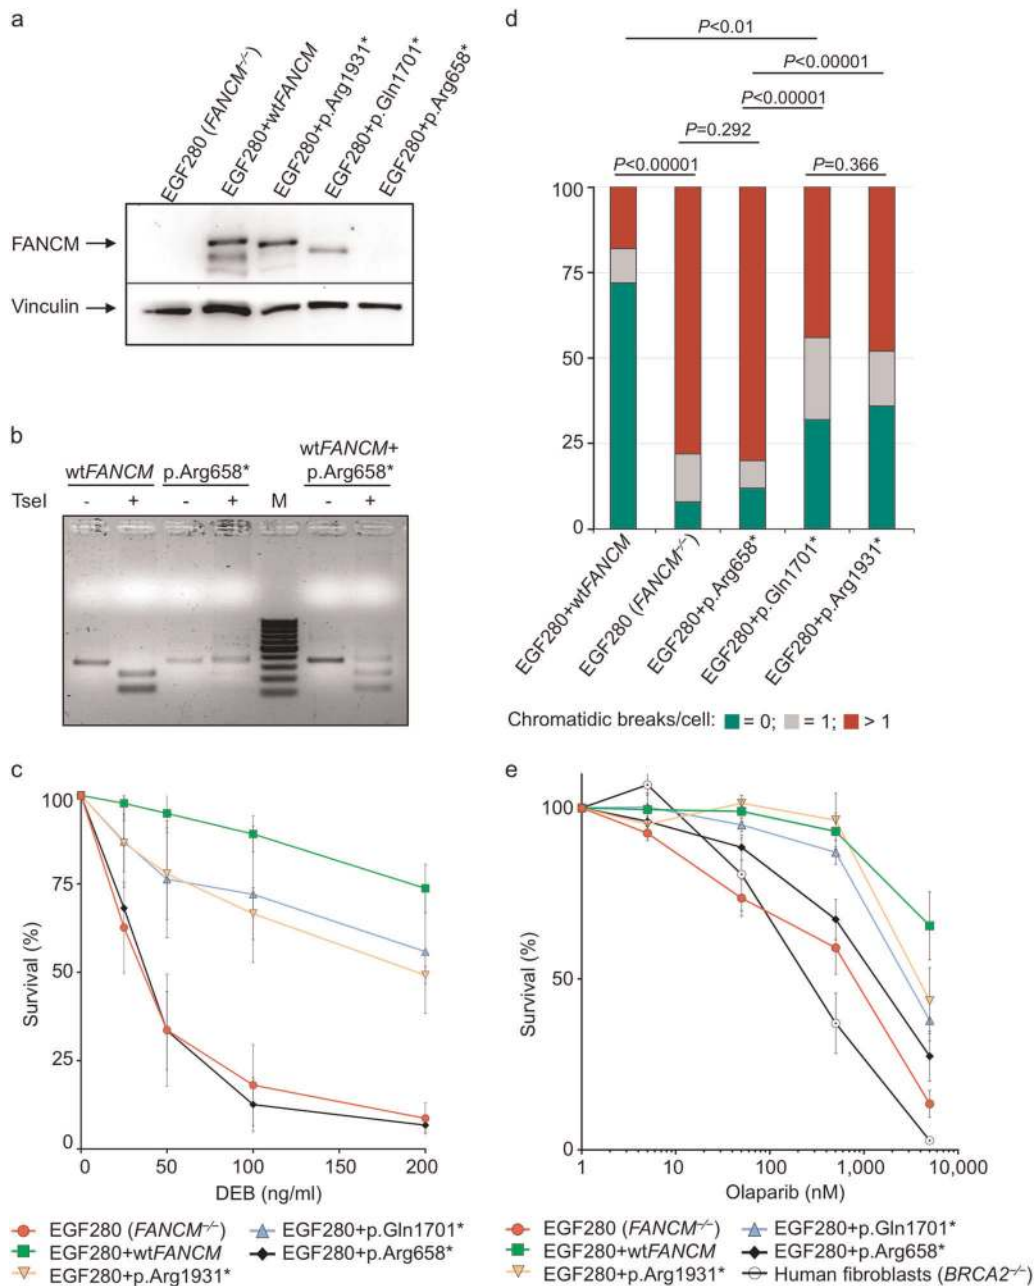 a
EGF280 (FANCM-/-)
EGF280+wtFANCM
EGF280+p.Arg1931*
EGF280+p.Gln1701*
EGF280+p.Arg658*
FANCM
Vinculin
b
wtFANCM p.Arg658* wtFANCM+
p.Arg658*
TseI - + - + M - +
c
100
75
50
25
0
Survival (%)
0 50 100 150 200
DEB (ng/ml)
EGF280 (FANCM-/-)
EGF280+wtFANCM
EGF280+p.Arg1931*
EGF280+p.Gln1701*
EGF280+p.Arg658*
d
P<0.01
P<0.00001
P<0.00001
P=0.292
P<0.00001 P=0.366
100
75
50
25
0
EGF280+wtFANCM
EGF280 (FANCM-/-)
EGF280+p.Arg658*
EGF280+p.Gln1701*
EGF280+p.Arg1931*
Chromatidic breaks/cell: = 0; = 1; > 1
e
100
50
0
Survival (%)
1 10 100 1,000 10,000
Olaparib (nM)
EGF280 (FANCM-/-)
EGF280+wtFANCM
EGF280+p.Arg1931*
EGF280+p.Gln1701*
EGF280+p.Arg658*
Human fibroblasts (BRCA2-/-)